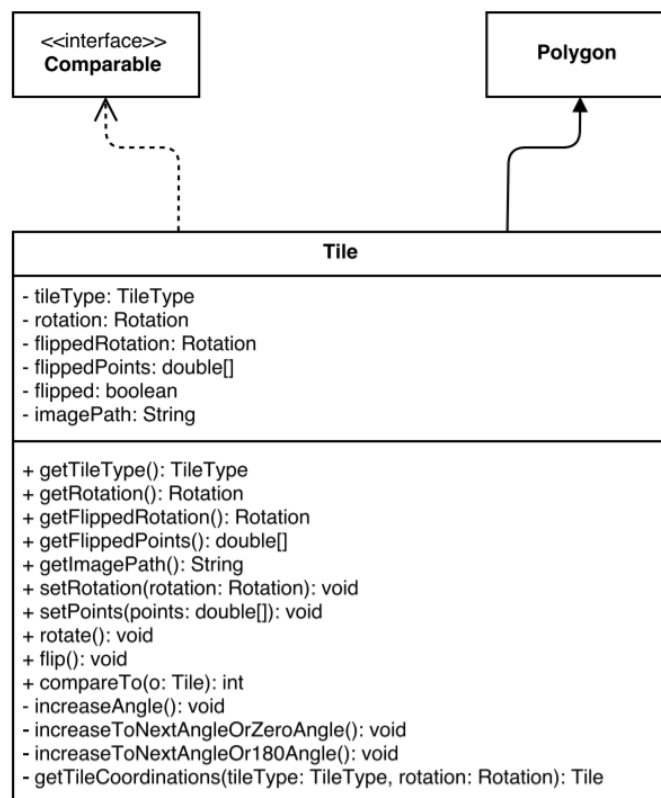 <<interface>>
Comparable
Polygon
Tile
- tileType: TileType
- rotation: Rotation
- flippedRotation: Rotation
- flippedPoints: double[]
- flipped: boolean
- imagePath: String
+ getTileType(): TileType
+ getRotation(): Rotation
+ getFlippedRotation(): Rotation
+ getFlippedPoints(): double[]
+ getImagePath(): String
+ setRotation(rotation: Rotation): void
+ setPoints(points: double[]): void
+ rotate(): void
+ flip(): void
+ compareTo(o: Tile): int
- increaseAngle(): void
- increaseToNextAngleOrZeroAngle(): void
- increaseToNextAngleOr180Angle(): void
- getTileCoordinations(tileType: TileType, rotation: Rotation): Tile